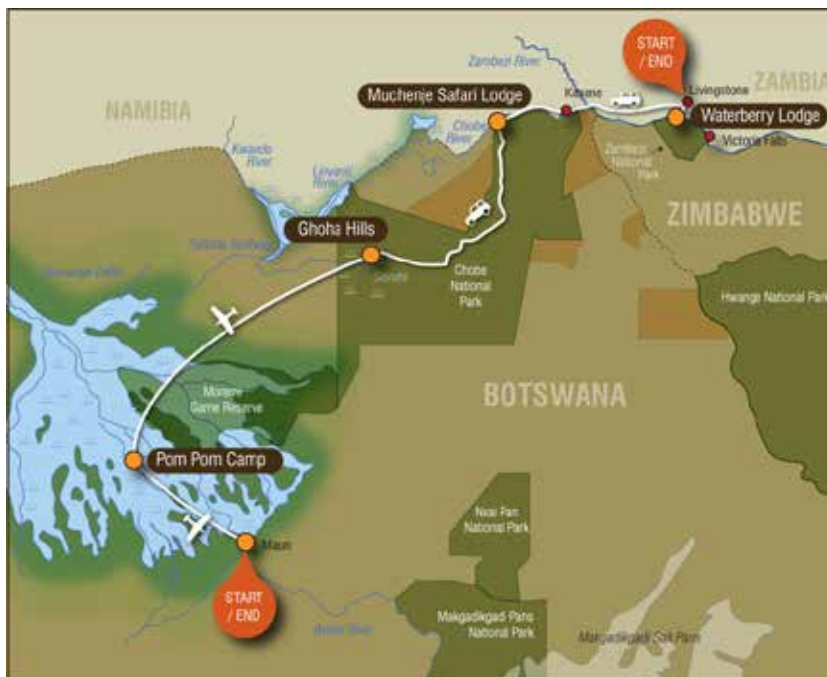 START
/ END
Zambezi River
Livingstone
ZAMBIA
Kasane
Muchenje Safari Lodge
Waterberry Lodge
NAMIBIA
Chobe
River
Victoria Falls
Kwando
River
Zambezi
National
Park
Linyanti
River
ZIMBABWE
Ghoha Hills
Savuti
Chobe
National
Park
Hwange National Park
Moremi
Game Reserve
BOTSWANA
Pom Pom Camp
Nxai Pan
National Park
Maun
START
/ END
River
Makgadikgadi Pans
National Park
Makgadikgadi Salt Pans